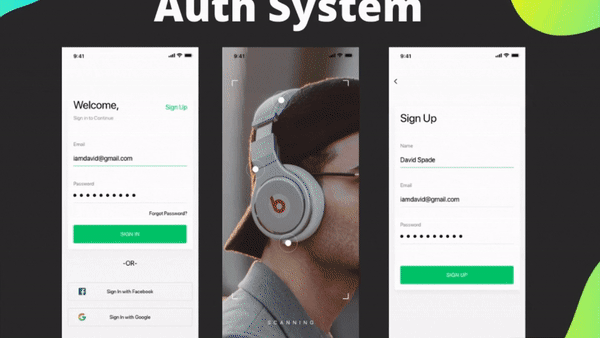 Auth System
9:41
Welcome,
Sign Up
Sign in to Continue
Email
iamdavid@gmail.com
Password
Forgot Password?
SIGN IN
-OR-
Sign In with Facebook
Sign In with Google
9:41
b
SCANNING
9:41
Sign Up
Name
David Spade
Email
iamdavid@gmail.com
Password
SIGN UP